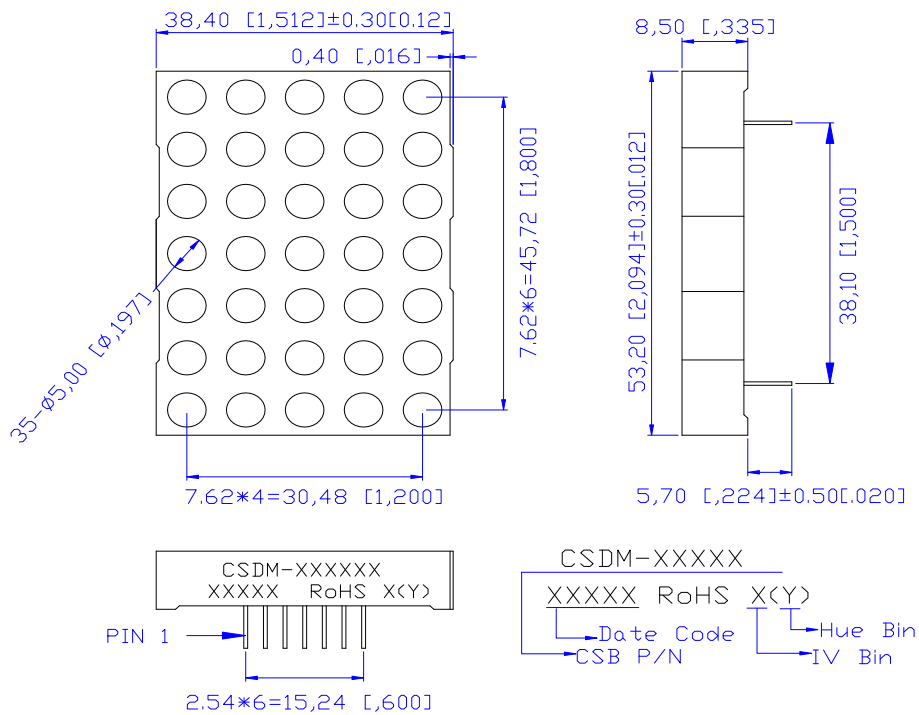 38,40 [1,512]±0.30[0.12]
0,40 [,016]
8,50 [,335]
7.62*6=45,72 [1,800]
35-ø5,00 [ø,197]
7.62*4=30,48 [1,200]
53,20 [2,094]±0.30[.012]
38,10 [1,500]
5,70 [,224]±0.50[.020]
CSDM-XXXXXX
XXXXX RoHS X(Y)
PIN 1
2.54*6=15,24 [,600]
CSDM-XXXXX
XXXXX RoHS X(Y)
Date Code
Hue Bin
CSB P/N
IV Bin